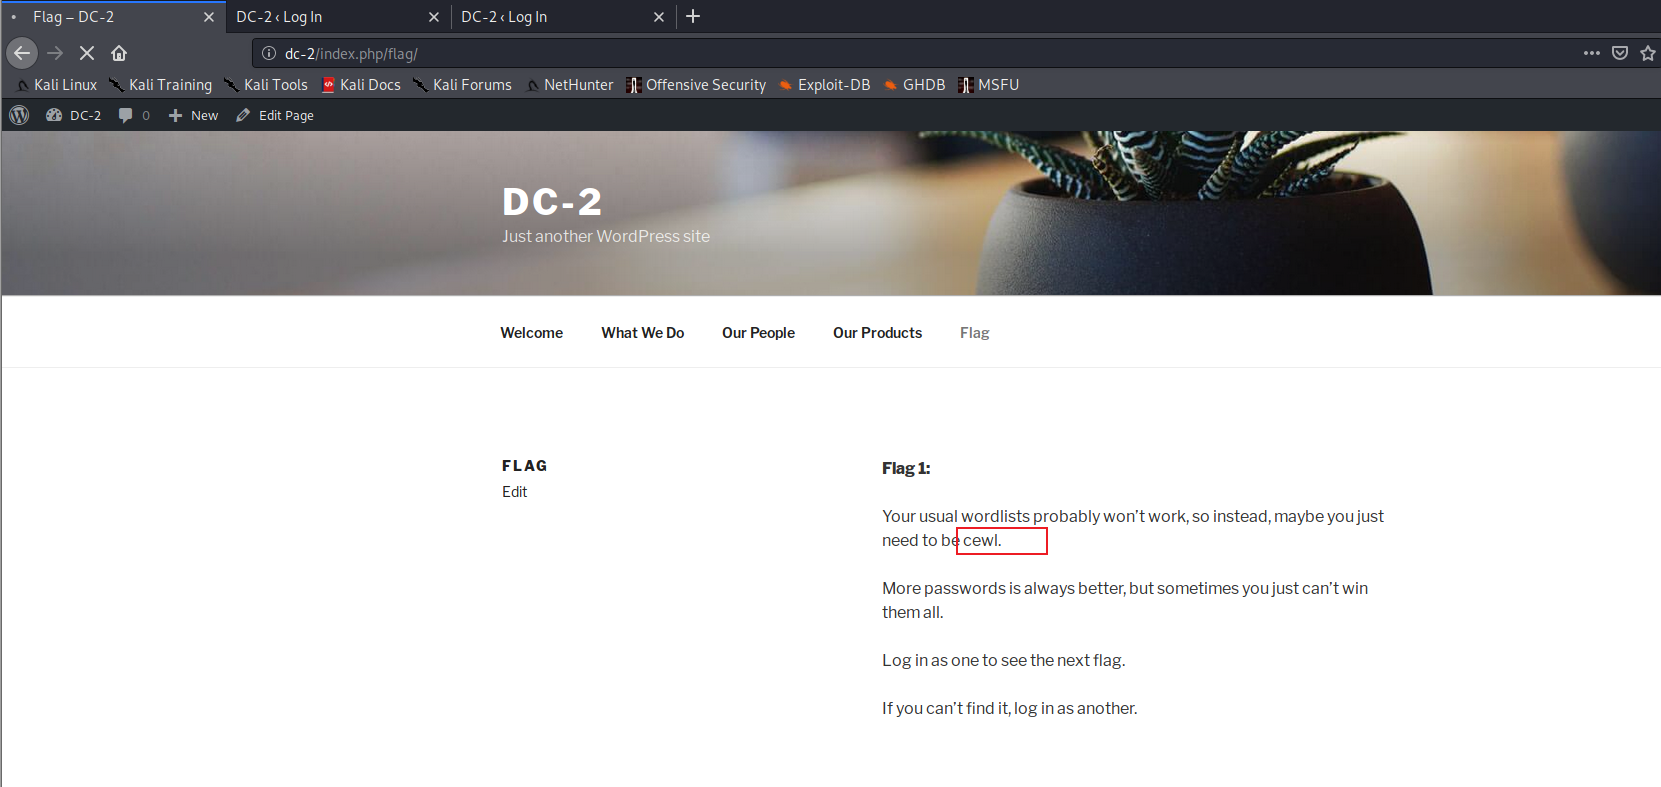 Flag – DC-2
DC-2 ‹ Log In
DC-2 ‹ Log In
dc-2/index.php/flag/
Kali Linux Kali Training Kali Tools Kali Docs Kali Forums NetHunter Offensive Security Exploit-DB GHDB MSFU
DC-2 0 New Edit Page
DC-2
Just another WordPress site
Welcome What We Do Our People Our Products Flag
FLAG
Edit
Flag 1:
Your usual wordlists probably won’t work, so instead, maybe you just
need to be cewl.
More passwords is always better, but sometimes you just can’t win
them all.
Log in as one to see the next flag.
If you can’t find it, log in as another.